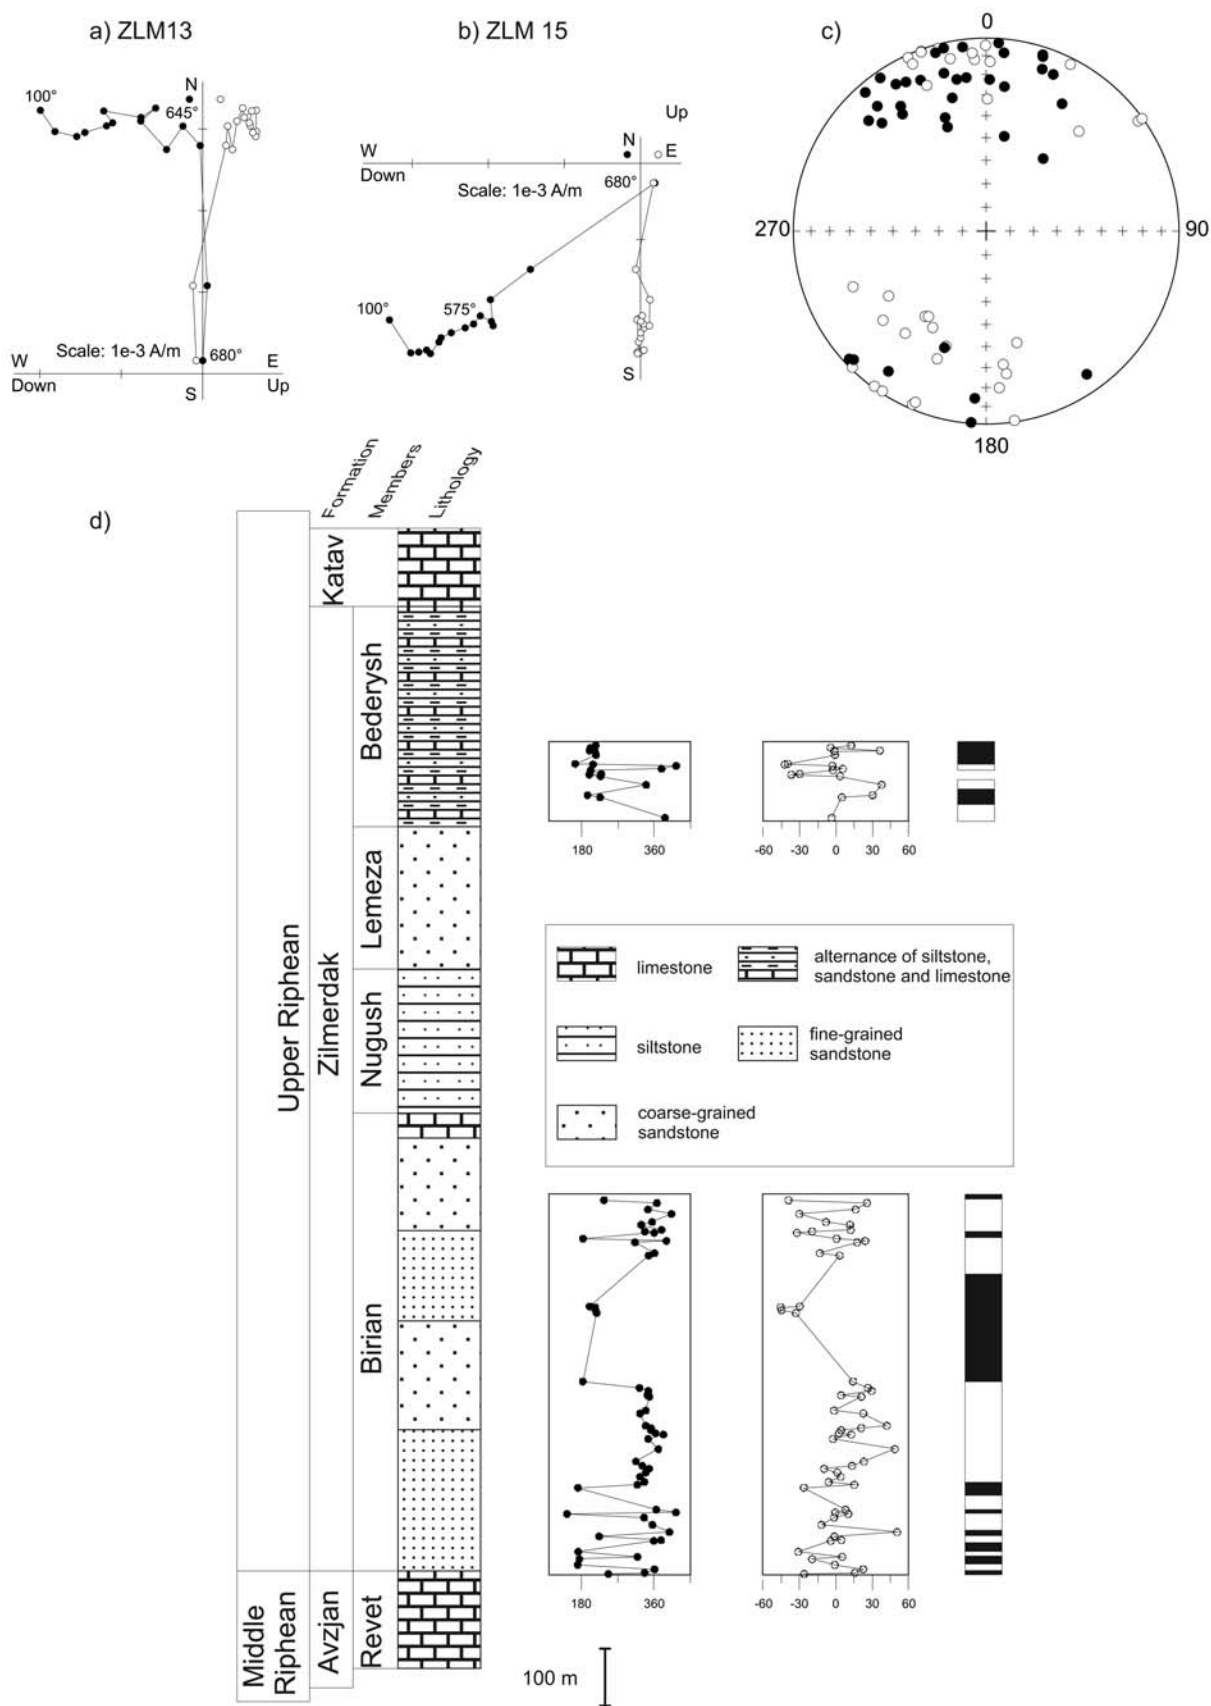 a) ZLM13
N
100°
645°
Scale: 1e-3 A/m
680°
W
E
Down
Up
S
b) ZLM 15
Up
N
W
E
Down
Scale: 1e-3 A/m
680°
100°
575°
S
c)
0
270
90
180
d)
Formation
Members
Lithology
Upper Riphean
Middle
Riphean
Katav
Zilmerdak
Avzjan
Bederysh
Lemeza
Nugush
Birian
Revet
180
360
-60
-30
0
30
60
limestone
alternance of siltstone,
sandstone and limestone
siltstone
fine-grained
sandstone
coarse-grained
sandstone
180
360
-60
-30
0
30
60
100 m